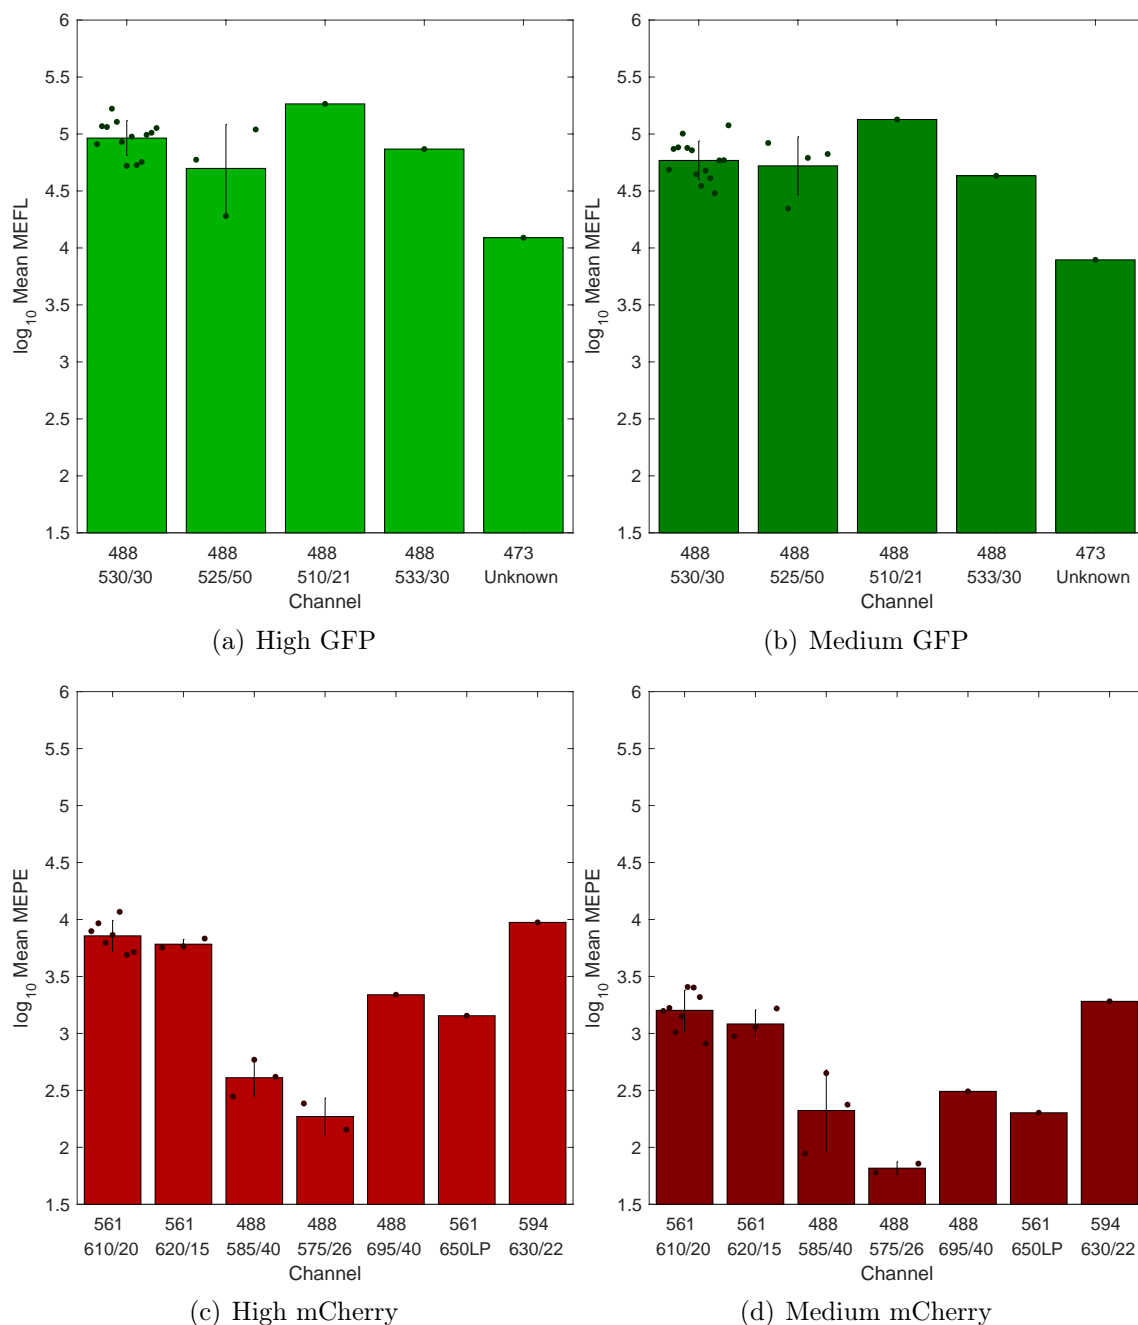 6
5.5
5
4.5
4
3.5
3
2.5
2
1.5
log₁₀ Mean MEFL
488 488 488 488 473
530/30 525/50 510/21 533/30 Unknown
Channel
(a) High GFP
6
5.5
5
4.5
4
3.5
3
2.5
2
1.5
log₁₀ Mean MEFL
488 488 488 488 473
530/30 525/50 510/21 533/30 Unknown
Channel
(b) Medium GFP
6
5.5
5
4.5
4
3.5
3
2.5
2
1.5
log₁₀ Mean MEPE
561 561 488 488 488 561 594
610/20 620/15 585/40 575/26 695/40 650LP 630/22
Channel
(c) High mCherry
6
5.5
5
4.5
4
3.5
3
2.5
2
1.5
log₁₀ Mean MEPE
561 561 488 488 488 561 594
610/20 620/15 585/40 575/26 695/40 650LP 630/22
Channel
(d) Medium mCherry